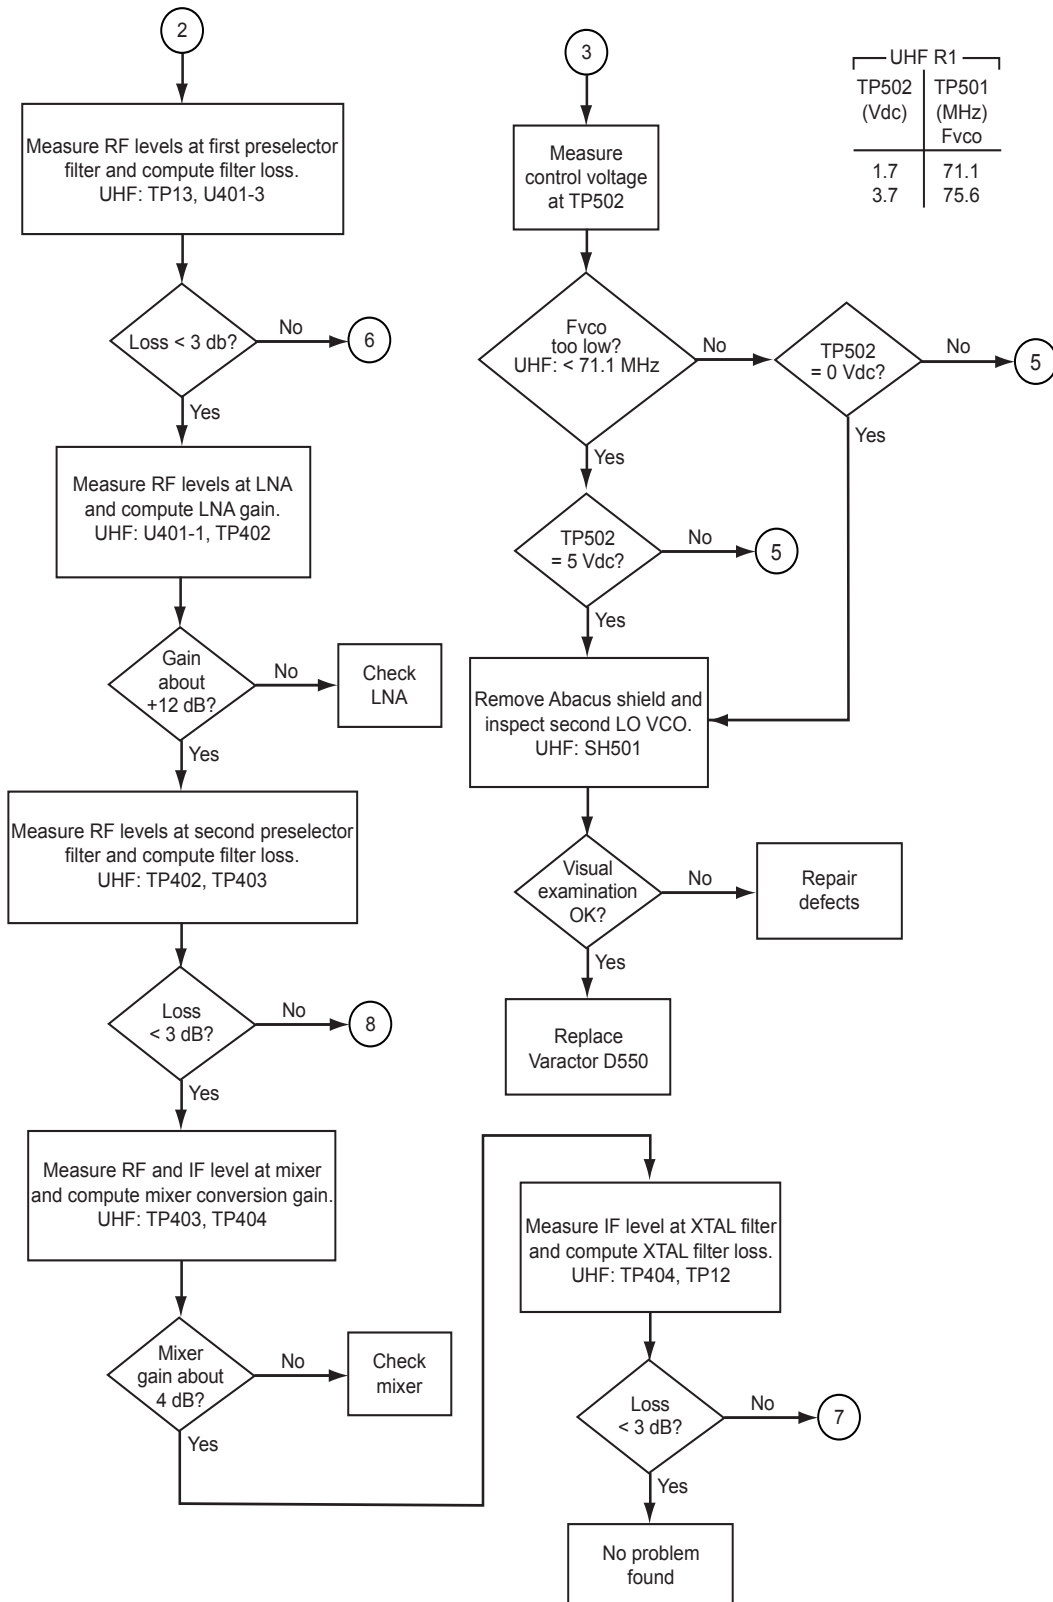 2
Measure RF levels at first preselector
filter and compute filter loss.
UHF: TP13, U401-3
Loss < 3 db?
No
6
Yes
Measure RF levels at LNA
and compute LNA gain.
UHF: U401-1, TP402
Gain
about
+12 dB?
No
Check
LNA
Yes
Measure RF levels at second preselector
filter and compute filter loss.
UHF: TP402, TP403
Loss
< 3 dB?
No
8
Yes
Measure RF and IF level at mixer
and compute mixer conversion gain.
UHF: TP403, TP404
Mixer
gain about
4 dB?
No
Check
mixer
Yes
Measure IF level at XTAL filter
and compute XTAL filter loss.
UHF: TP404, TP12
Loss
< 3 dB?
No
7
Yes
No problem
found
3
Measure
control voltage
at TP502
Fvco
too low?
UHF: < 71.1 MHz
No
TP502
= 0 Vdc?
No
5
Yes
Yes
TP502
= 5 Vdc?
No
5
Yes
Remove Abacus shield and
inspect second LO VCO.
UHF: SH501
Visual
examination
OK?
No
Repair
defects
Yes
Replace
Varactor D550
UHF R1
TP502 TP501
(Vdc) (MHz)
Fvco
1.7 71.1
3.7 75.6